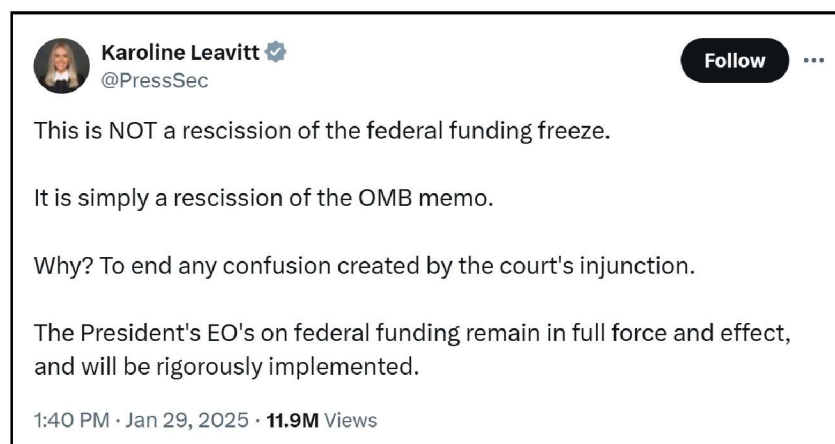 Karoline Leavitt
@PressSec
Follow
This is NOT a rescission of the federal funding freeze.
It is simply a rescission of the OMB memo.
Why? To end any confusion created by the court's injunction.
The President's EO's on federal funding remain in full force and effect,
and will be rigorously implemented.
1:40 PM · Jan 29, 2025 · 11.9M Views